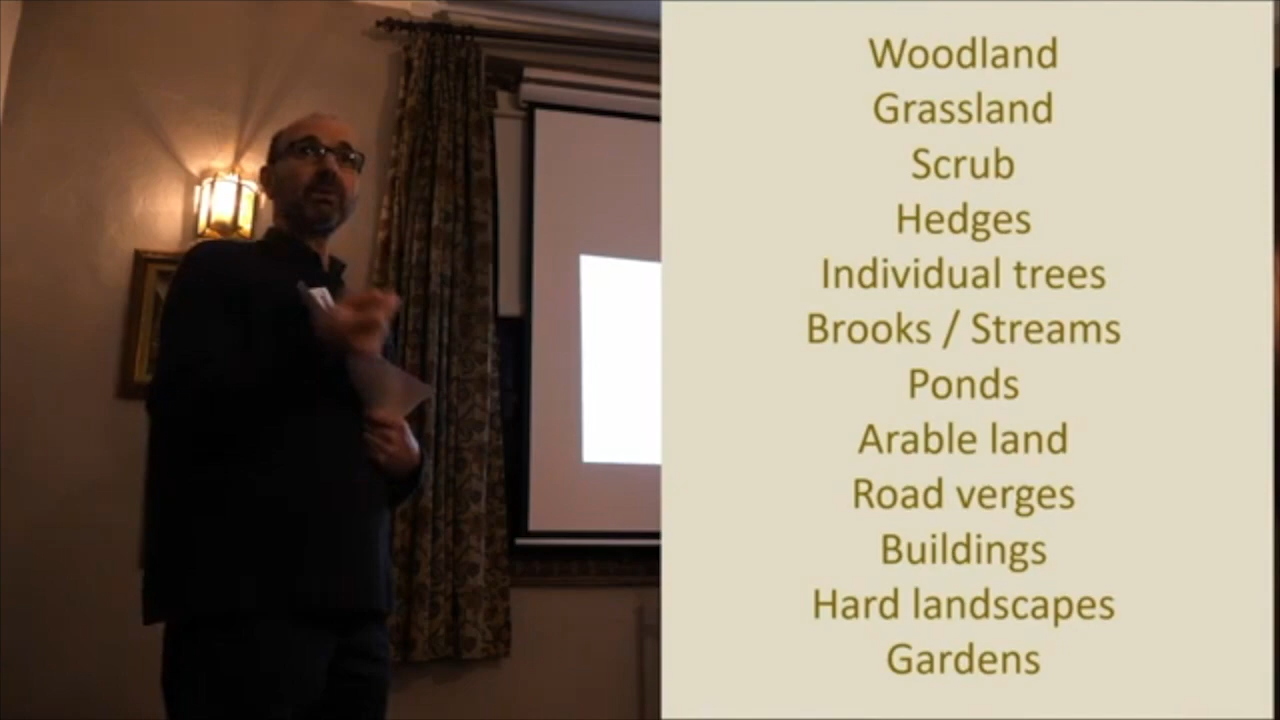 Woodland
Grassland
Scrub
Hedges
Individual trees
Brooks / Streams
Ponds
Arable land
Road verges
Buildings
Hard landscapes
Gardens